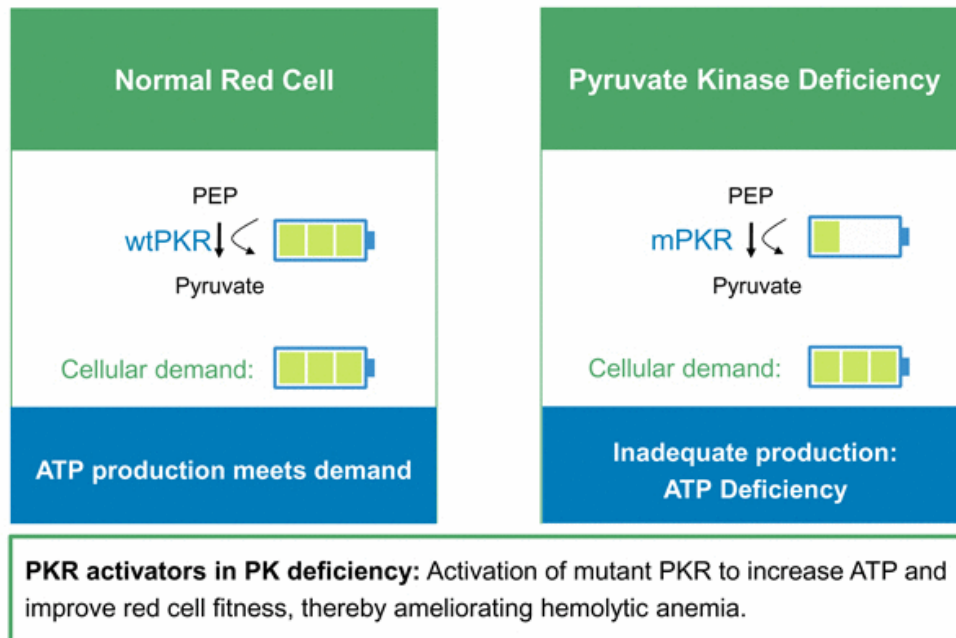 Normal Red Cell
PEP
wtPKR
Pyruvate
Cellular demand:
ATP production meets demand
Pyruvate Kinase Deficiency
PEP
mPKR
Pyruvate
Cellular demand:
Inadequate production:
ATP Deficiency
PKR activators in PK deficiency: Activation of mutant PKR to increase ATP and
improve red cell fitness, thereby ameliorating hemolytic anemia.